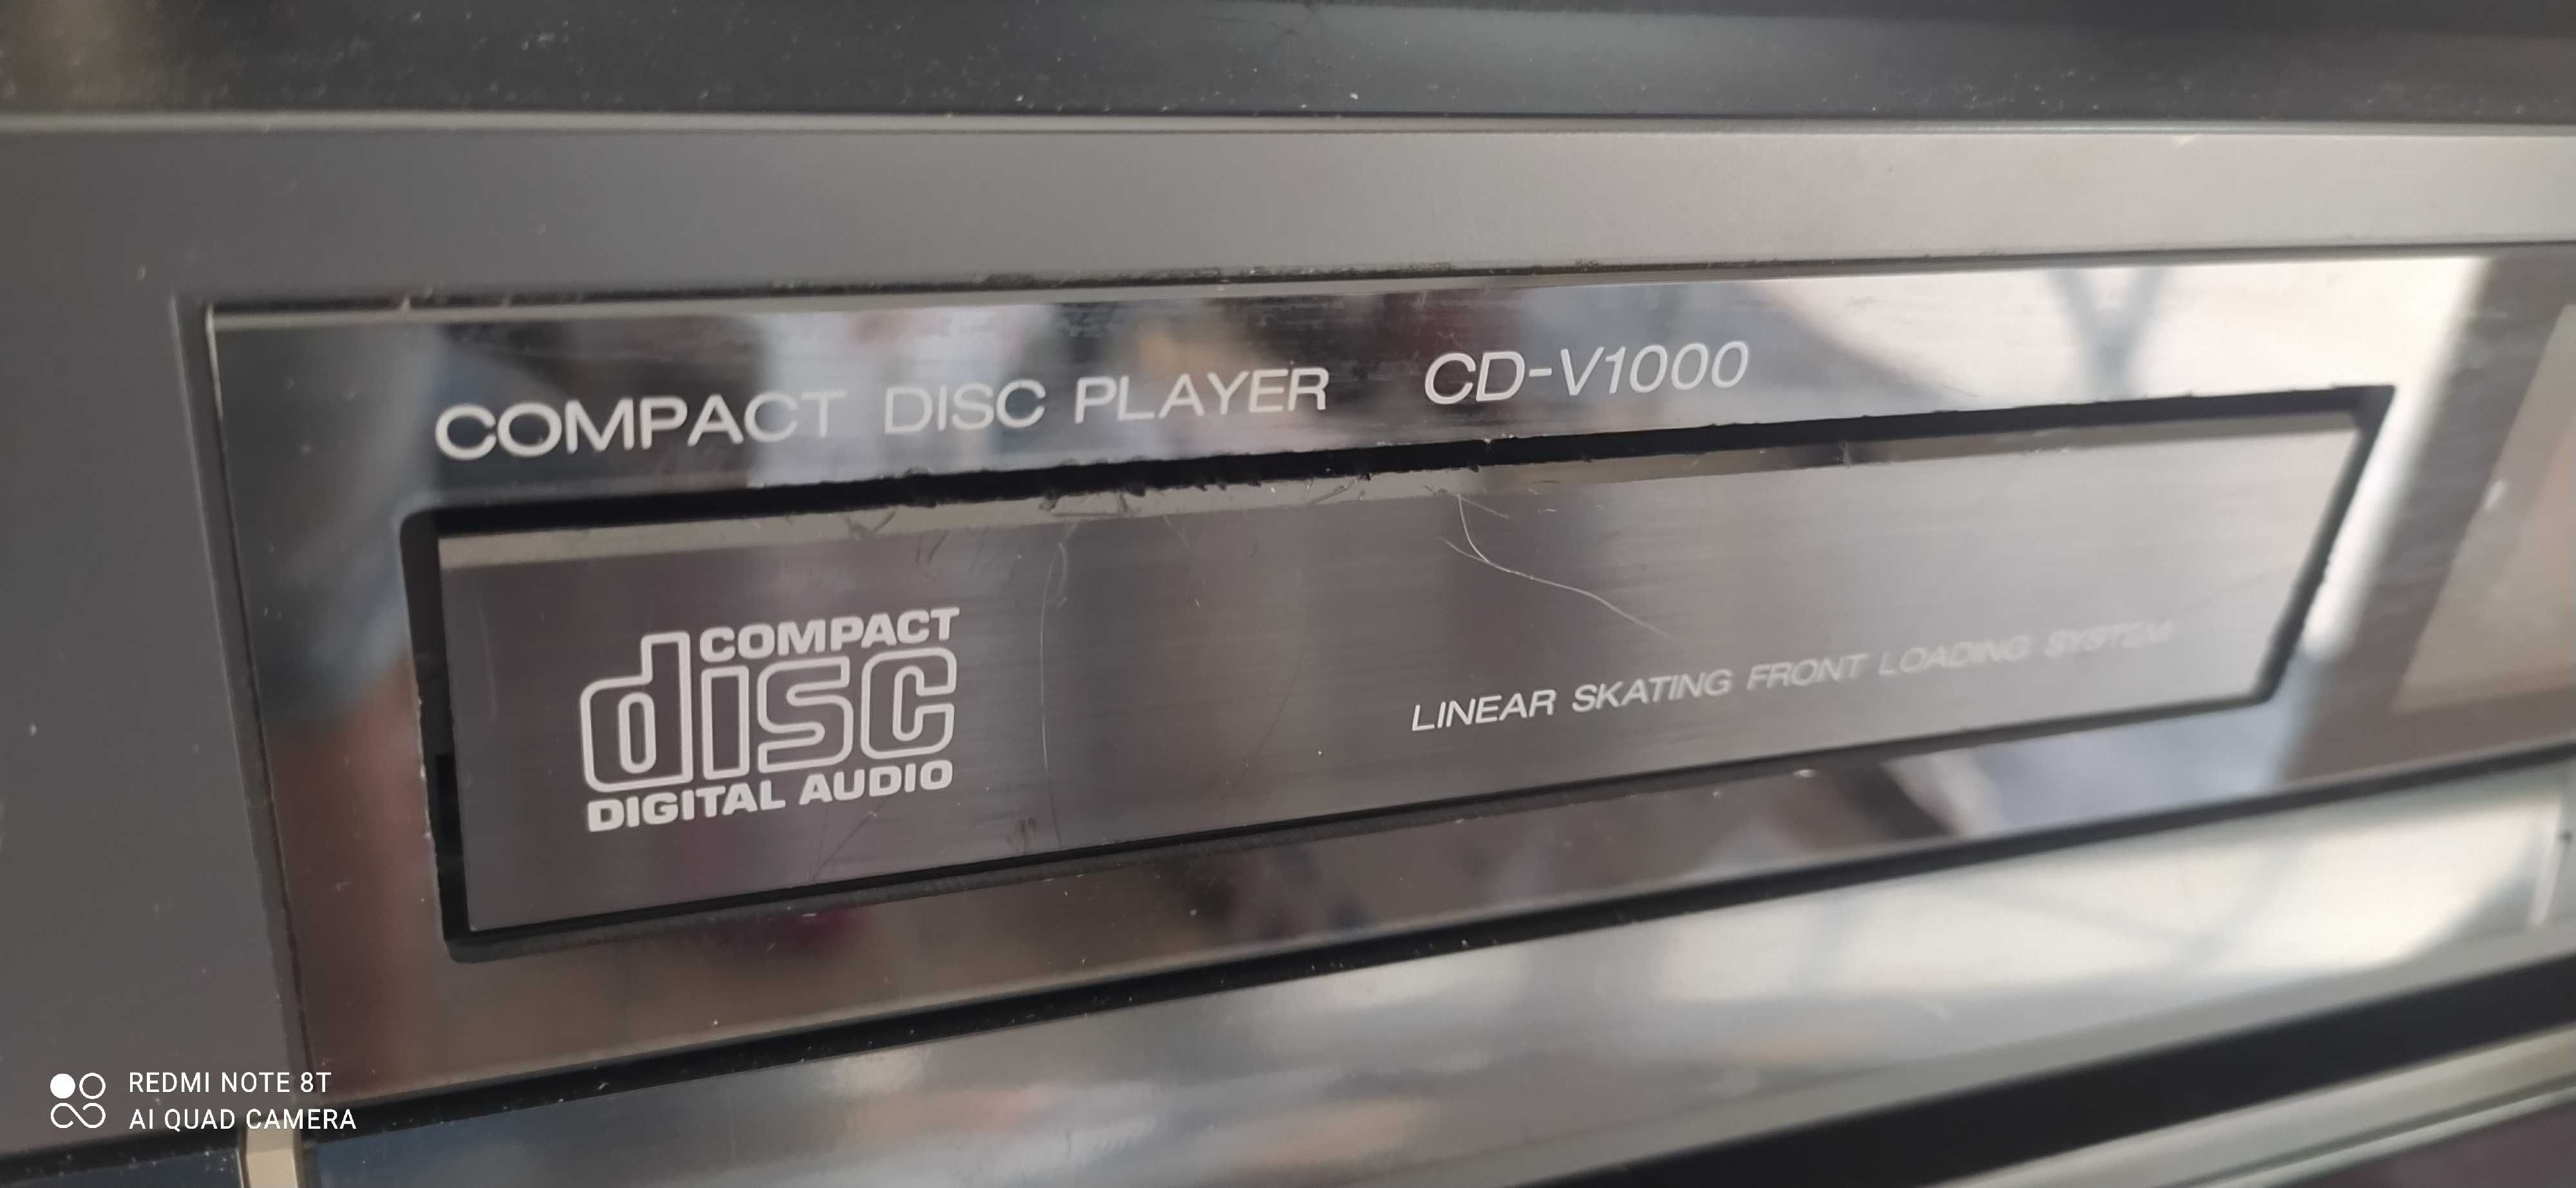 COMPACT DISC PLAYER CD-V1000
COMPACT
disc
DIGITAL AUDIO
LINEAR SKATING FRONT LOADING SYSTEM
REDMI NOTE 8T
AI QUAD CAMERA